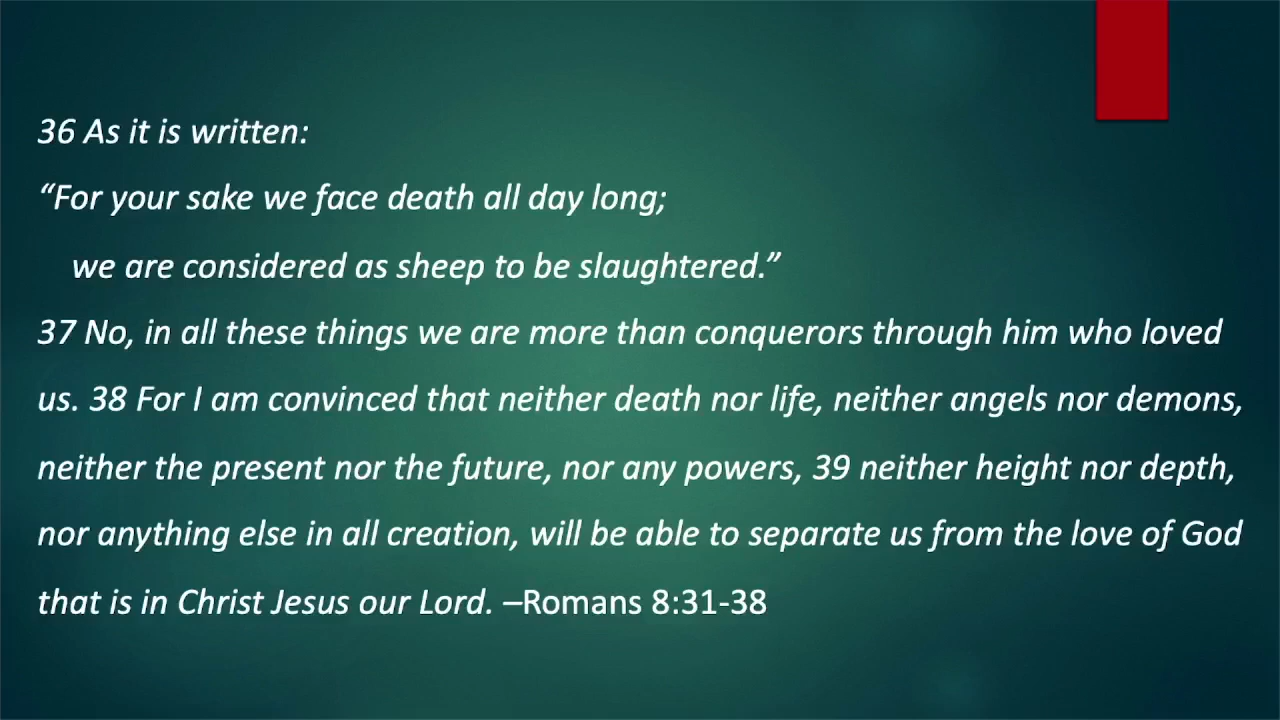 36 As it is written:
“For your sake we face death all day long;
we are considered as sheep to be slaughtered.”
37 No, in all these things we are more than conquerors through him who loved
us. 38 For I am convinced that neither death nor life, neither angels nor demons,
neither the present nor the future, nor any powers, 39 neither height nor depth,
nor anything else in all creation, will be able to separate us from the love of God
that is in Christ Jesus our Lord. –Romans 8:31-38